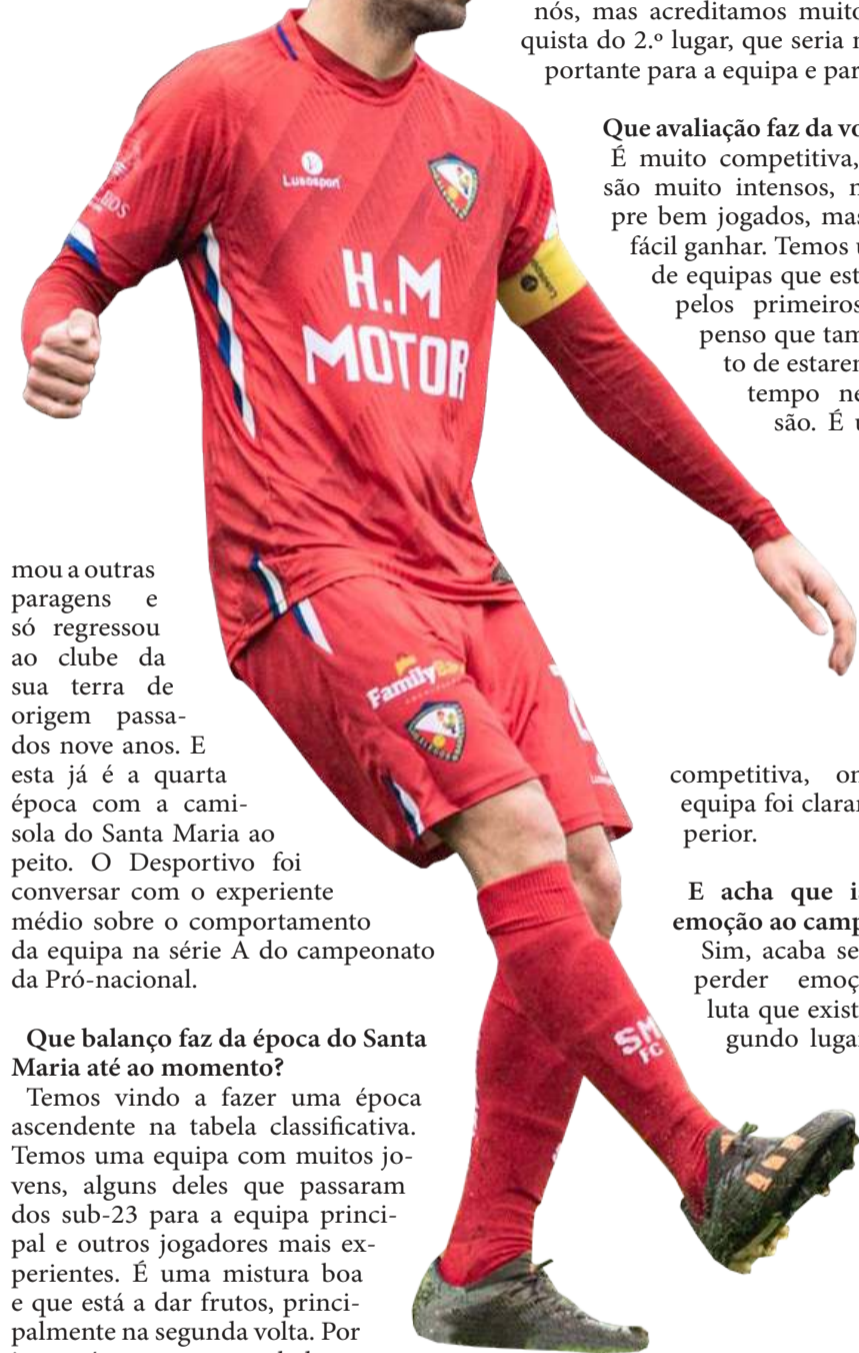 mou a outras
paragens e
só regressou
ao clube da
sua terra de
origem passa-
dos nove anos. E
esta já é a quarta
época com a cami-
sola do Santa Maria ao
peito. O Desportivo foi
conversar com o experiente
médio sobre o comportamento
da equipa na série A do campeonato
da Pró-nacional.
Que balanço faz da época do Santa
Maria até ao momento?
Temos vindo a fazer uma época
ascendente na tabela classificativa.
Temos uma equipa com muitos jo-
vens, alguns deles que passaram
dos sub-23 para a equipa princi-
pal e outros jogadores mais ex-
perientes. É uma mistura boa
e que está a dar frutos, princi-
palmente na segunda volta. Por
Lusosport
H.M
MOTOR
Family
SM
FC
nós, mas acreditamos muito
quista do 2.º lugar, que seria
portante para a equipa e par
Que avaliação faz da
É muito competitiva,
são muito intensos,
pre bem jogados, mas
fácil ganhar. Temos
de equipas que est
pelos primeiros
penso que tam
to de estarem
tempo ne
são. É
competitiva, on
equipa foi clara
perior.
E acha que
emoção ao camp
Sim, acaba se
perder emoç
luta que exist
gundo luga